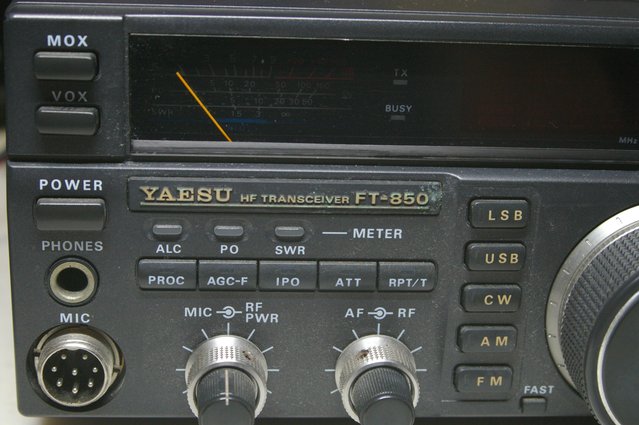 MOX
VOX
TX
BUSY
SWR
MHz
POWER
YAESU HF TRANSCEIVER FT-850
LSB
PHONES
ALC PO SWR METER
USB
PROC AGC-F IPO ATT RPT/T
CW
MIC
MIC RF PWR
AF RF
AM
FM
FAST